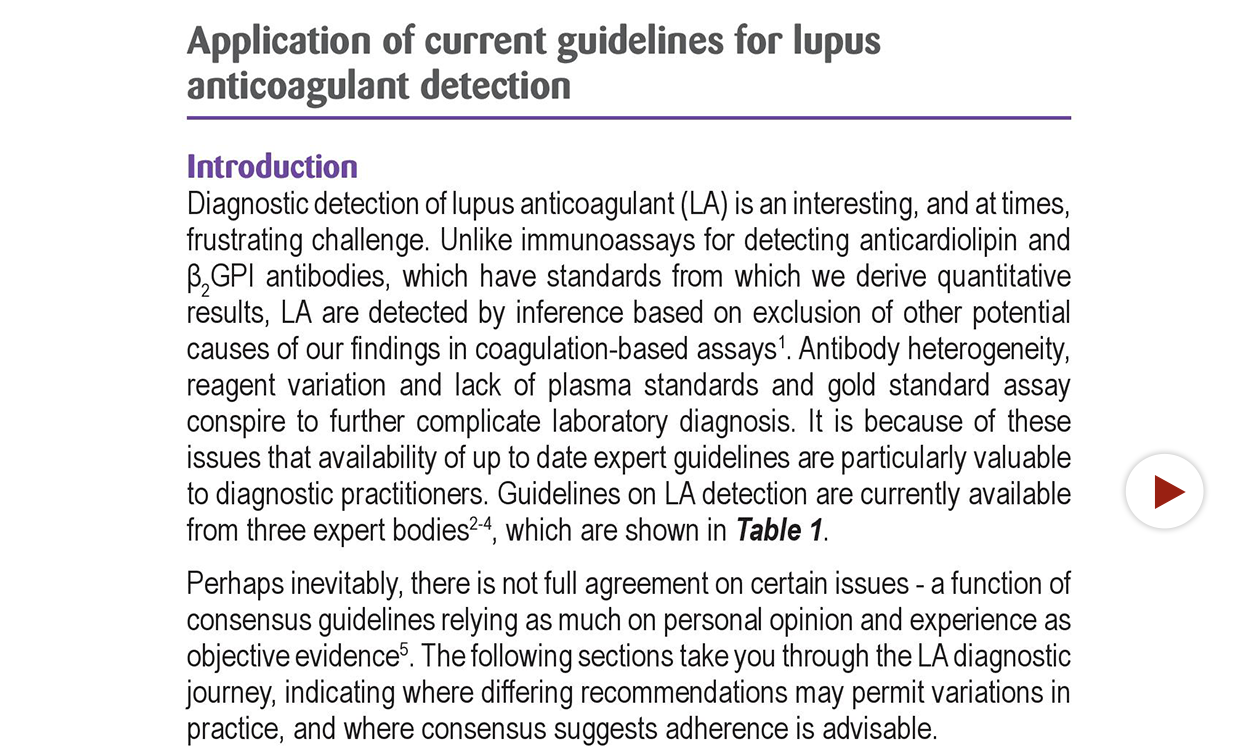 Application of current guidelines for lupus
anticoagulant detection
Introduction
Diagnostic detection of lupus anticoagulant (LA) is an interesting, and at times,
frustrating challenge. Unlike immunoassays for detecting anticardiolipin and
β₂GPI antibodies, which have standards from which we derive quantitative
results, LA are detected by inference based on exclusion of other potential
causes of our findings in coagulation-based assays¹. Antibody heterogeneity,
reagent variation and lack of plasma standards and gold standard assay
conspire to further complicate laboratory diagnosis. It is because of these
issues that availability of up to date expert guidelines are particularly valuable
to diagnostic practitioners. Guidelines on LA detection are currently available
from three expert bodies²⁻⁴, which are shown in Table 1.
Perhaps inevitably, there is not full agreement on certain issues - a function of
consensus guidelines relying as much on personal opinion and experience as
objective evidence⁵. The following sections take you through the LA diagnostic
journey, indicating where differing recommendations may permit variations in
practice, and where consensus suggests adherence is advisable.